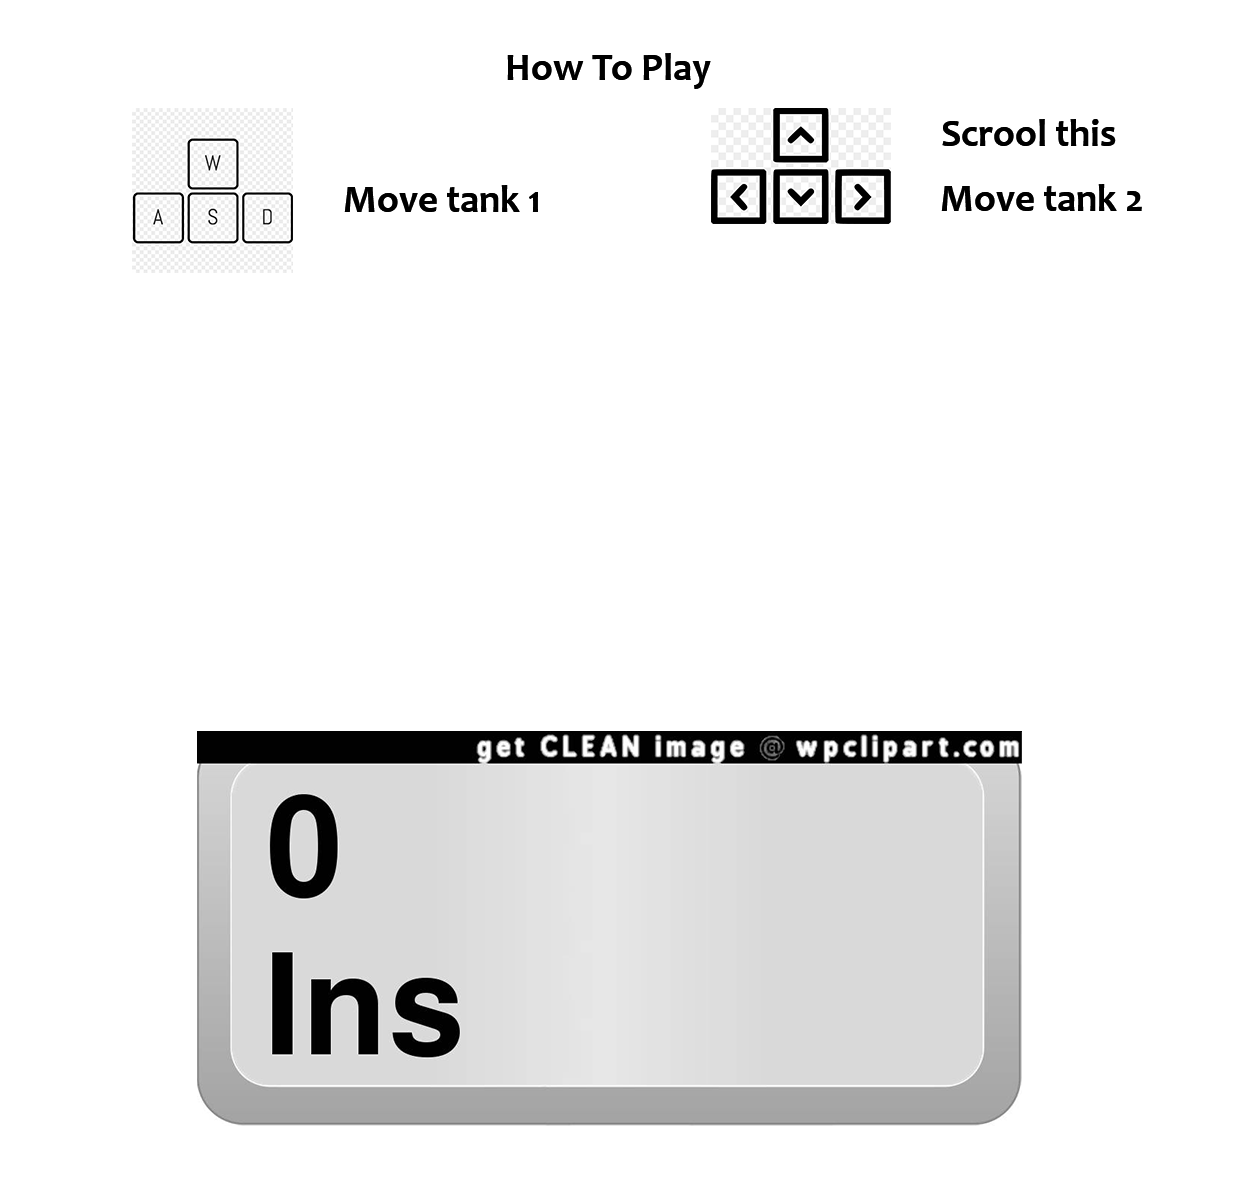 How To Play
W
A S D
Move tank 1
Scrool this
Move tank 2
get CLEAN image @ wpclipart.com
0
Ins